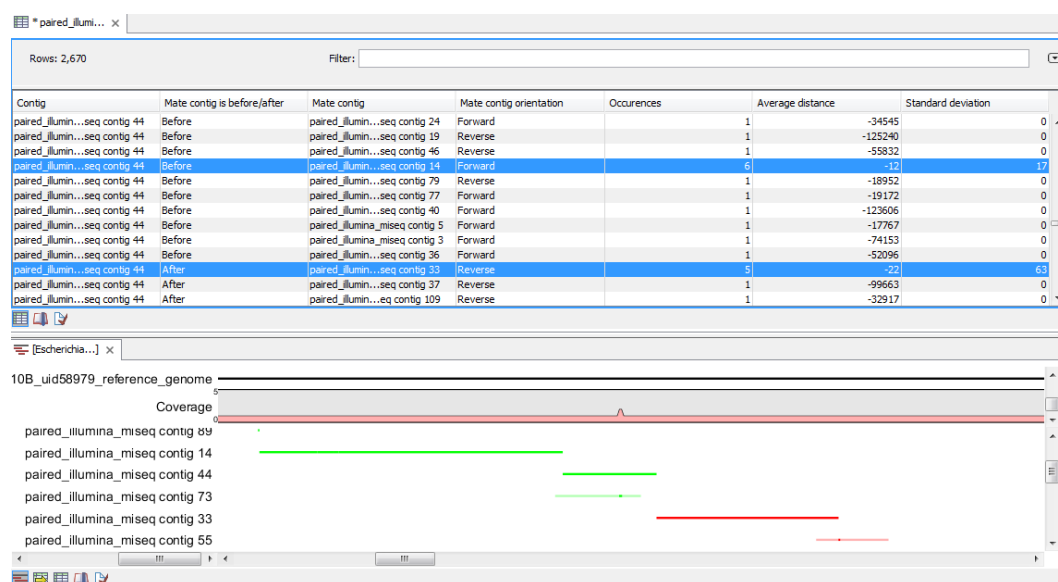 * paired_illumi... ×
Rows: 2,670 Filter:
Contig Mate contig is before/after Mate contig Mate contig orientation Occurences Average distance Standard deviation
paired_illumin...seq contig 44 Before paired_illumin...seq contig 24 Forward 1 -34545 0
paired_illumin...seq contig 44 Before paired_illumin...seq contig 19 Reverse 1 -125240 0
paired_illumin...seq contig 44 Before paired_illumin...seq contig 46 Reverse 1 -55832 0
paired_illumin...seq contig 44 Before paired_illumin...seq contig 14 Forward 6 -12 17
paired_illumin...seq contig 44 Before paired_illumin...seq contig 79 Reverse 1 -18952 0
paired_illumin...seq contig 44 Before paired_illumin...seq contig 77 Forward 1 -19172 0
paired_illumin...seq contig 44 Before paired_illumin...seq contig 40 Forward 1 -123606 0
paired_illumin...seq contig 44 Before paired_illumina_miseq contig 5 Forward 1 -17767 0
paired_illumin...seq contig 44 Before paired_illumina_miseq contig 3 Forward 1 -74153 0
paired_illumin...seq contig 44 Before paired_illumin...seq contig 36 Forward 1 -52096 0
paired_illumin...seq contig 44 After paired_illumin...seq contig 33 Reverse 5 -22 63
paired_illumin...seq contig 44 After paired_illumin...seq contig 37 Reverse 1 -99663 0
paired_illumin...seq contig 44 After paired_illumin...eq contig 109 Reverse 1 -32917 0
[Escherichia...] ×
10B_uid58979_reference_genome
5
Coverage
0
paired_illumina_miseq contig 89
paired_illumina_miseq contig 14
paired_illumina_miseq contig 44
paired_illumina_miseq contig 73
paired_illumina_miseq contig 33
paired_illumina_miseq contig 55